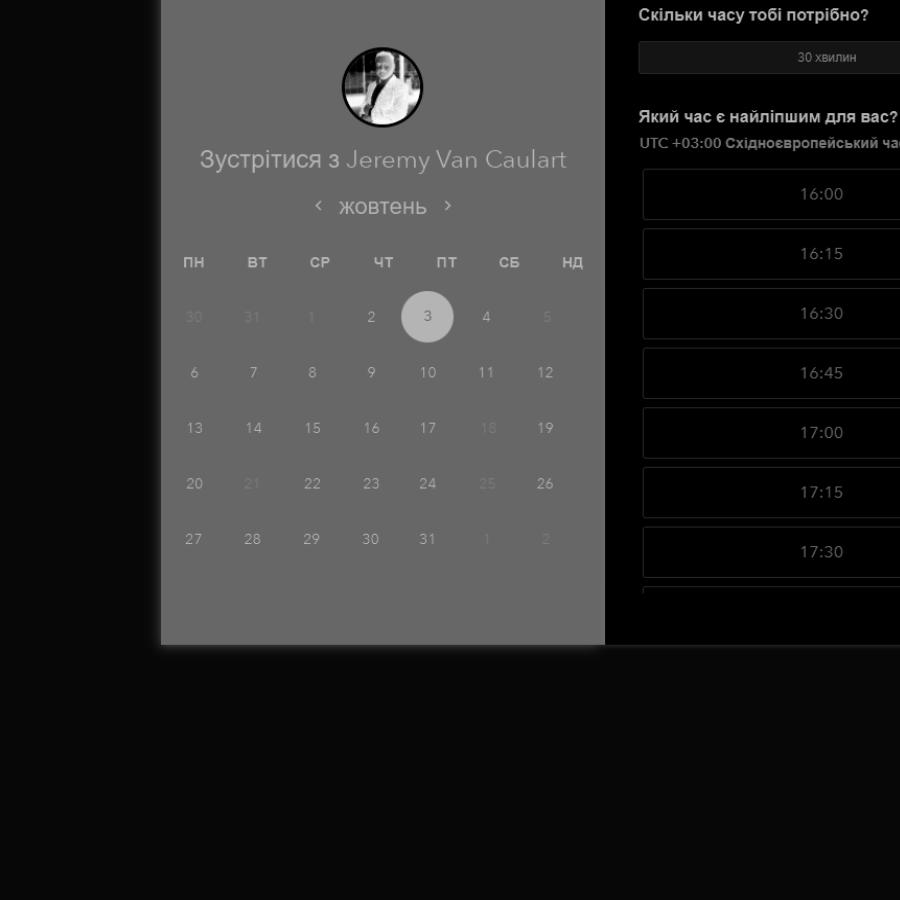 Зустрітися з Jeremy Van Caulart
жовтень
ПН ВТ СР ЧТ ПТ СБ НД
30 31 1 2 3 4 5
6 7 8 9 10 11 12
13 14 15 16 17 18 19
20 21 22 23 24 25 26
27 28 29 30 31 1 2
Скільки часу тобі потрібно?
30 хвилин
Який час є найліпшим для вас?
UTC +03:00 Східноєвропейський
16:00
16:15
16:30
16:45
17:00
17:15
17:30